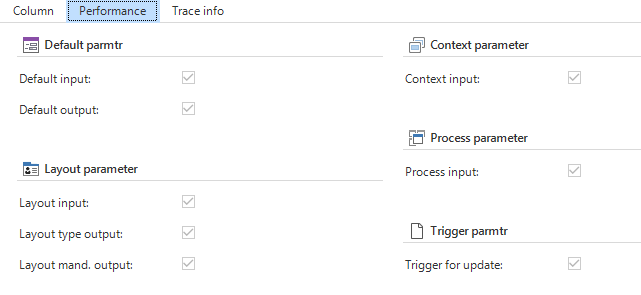 Column Performance Trace info
Default parmtr
Default input:
Default output:
Layout parameter
Layout input:
Layout type output:
Layout mand. output:
Context parameter
Context input:
Process parameter
Process input:
Trigger parmtr
Trigger for update: